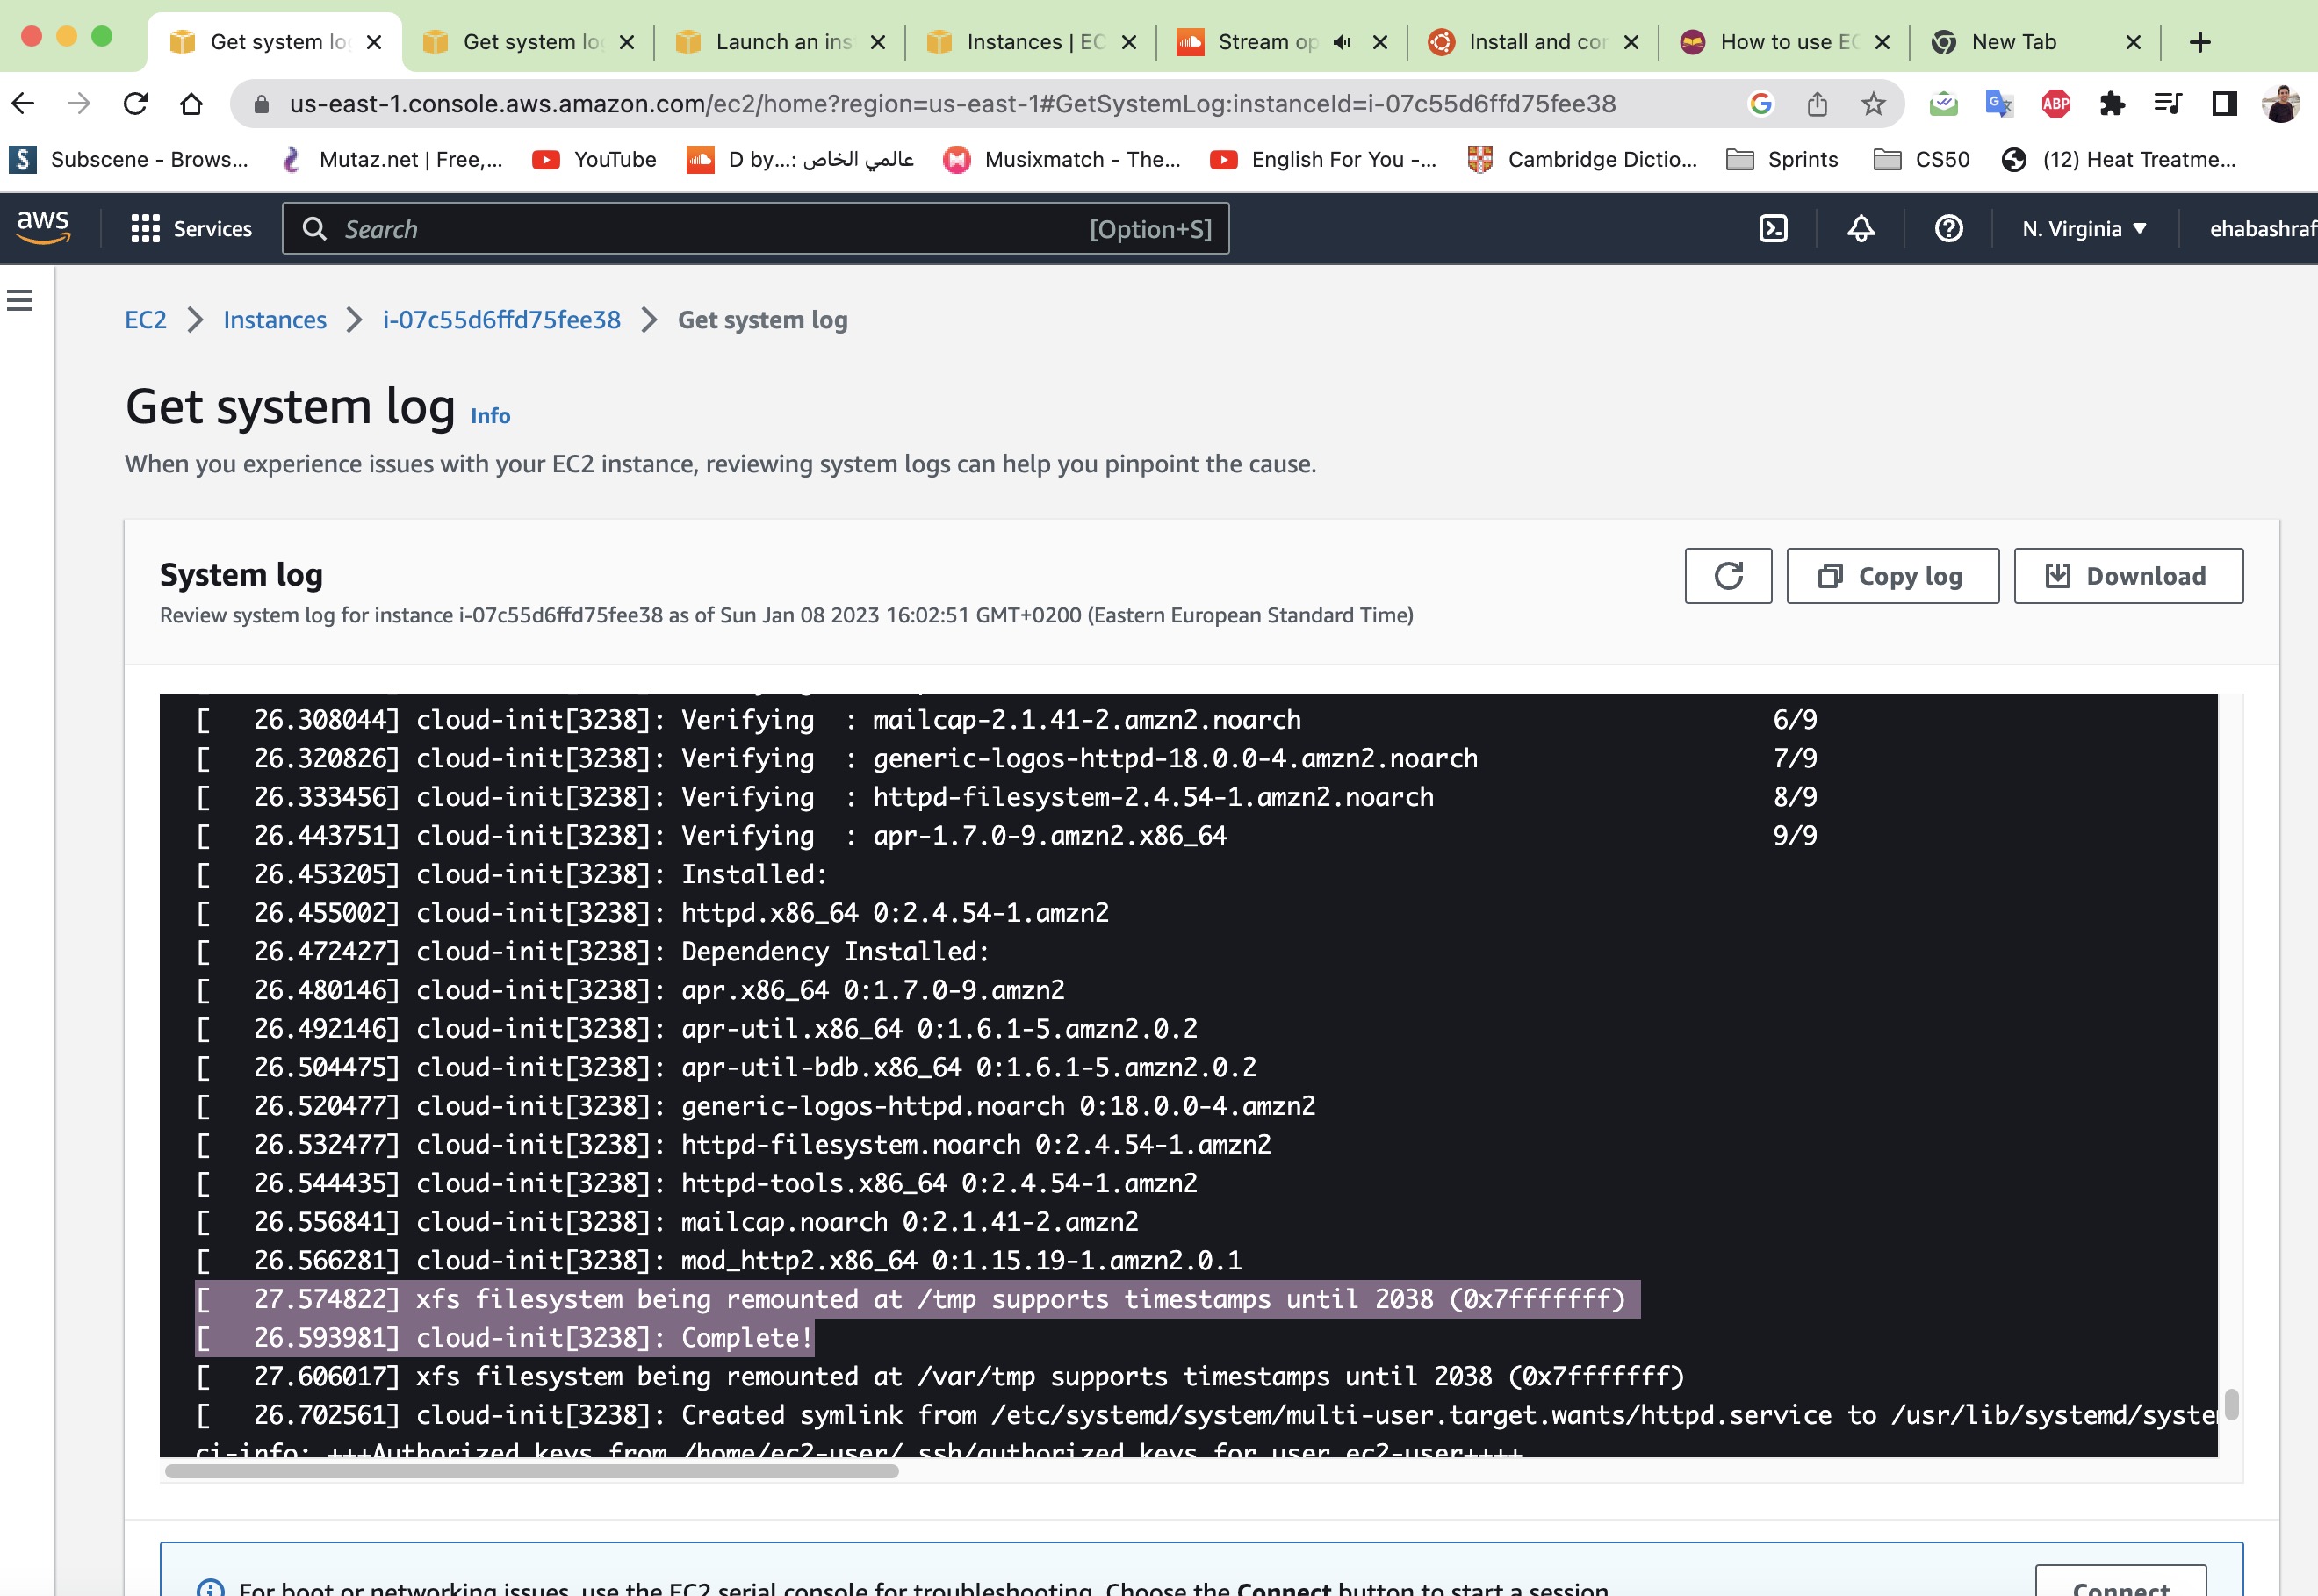 Get system lo
Get system lo
Launch an ins
Instances | EC
Stream op
Install and cor
How to use EC
New Tab
us-east-1.console.aws.amazon.com/ec2/home?region=us-east-1#GetSystemLog:instanceId=i-07c55d6ffd75fee38
ABP
Subscene - Brows...
Mutaz.net | Free,...
YouTube
D by...: عالمي الخاص
Musixmatch - The...
English For You -...
Cambridge Dictio...
Sprints
CS50
(12) Heat Treatme...
aws
Services
Search
[Option+S]
N. Virginia
ehabashraf
EC2
Instances
i-07c55d6ffd75fee38
Get system log
Get system log Info
When you experience issues with your EC2 instance, reviewing system logs can help you pinpoint the cause.
System log
Review system log for instance i-07c55d6ffd75fee38 as of Sun Jan 08 2023 16:02:51 GMT+0200 (Eastern European Standard Time)
Copy log
Download
[   26.308044] cloud-init[3238]: Verifying  : mailcap-2.1.41-2.amzn2.noarch 6/9
[   26.320826] cloud-init[3238]: Verifying  : generic-logos-httpd-18.0.0-4.amzn2.noarch 7/9
[   26.333456] cloud-init[3238]: Verifying  : httpd-filesystem-2.4.54-1.amzn2.noarch 8/9
[   26.443751] cloud-init[3238]: Verifying  : apr-1.7.0-9.amzn2.x86_64 9/9
[   26.453205] cloud-init[3238]: Installed:
[   26.455002] cloud-init[3238]: httpd.x86_64 0:2.4.54-1.amzn2
[   26.472427] cloud-init[3238]: Dependency Installed:
[   26.480146] cloud-init[3238]: apr.x86_64 0:1.7.0-9.amzn2
[   26.492146] cloud-init[3238]: apr-util.x86_64 0:1.6.1-5.amzn2.0.2
[   26.504475] cloud-init[3238]: apr-util-bdb.x86_64 0:1.6.1-5.amzn2.0.2
[   26.520477] cloud-init[3238]: generic-logos-httpd.noarch 0:18.0.0-4.amzn2
[   26.532477] cloud-init[3238]: httpd-filesystem.noarch 0:2.4.54-1.amzn2
[   26.544435] cloud-init[3238]: httpd-tools.x86_64 0:2.4.54-1.amzn2
[   26.556841] cloud-init[3238]: mailcap.noarch 0:2.1.41-2.amzn2
[   26.566281] cloud-init[3238]: mod_http2.x86_64 0:1.15.19-1.amzn2.0.1
[   27.574822] xfs filesystem being remounted at /tmp supports timestamps until 2038 (0x7fffffff)
[   26.593981] cloud-init[3238]: Complete!
[   27.606017] xfs filesystem being remounted at /var/tmp supports timestamps until 2038 (0x7fffffff)
[   26.702561] cloud-init[3238]: Created symlink from /etc/systemd/system/multi-user.target.wants/httpd.service to /usr/lib/systemd/system
ci-info: +++Authorized keys from /home/ec2-user/.ssh/authorized_keys for user ec2-user++++
For boot or networking issues, use the EC2 serial console for troubleshooting. Choose the Connect button to start a session.
Connect